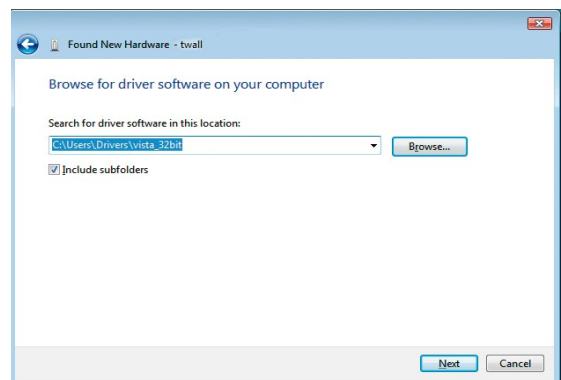 Found New Hardware - twall
Browse for driver software on your computer
Search for driver software in this location:
C:\Users\Drivers\vista_32bit
Browse...
Include subfolders
Next
Cancel